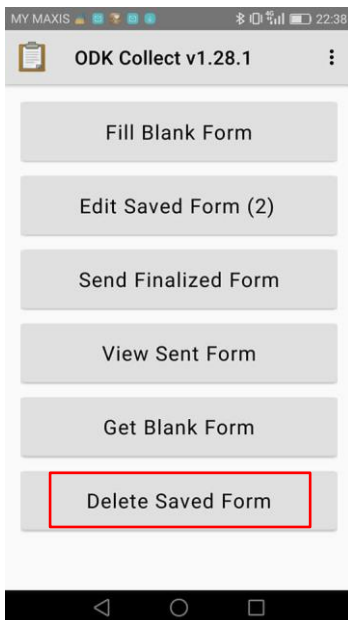 MY MAXIS 4G 22:38
ODK Collect v1.28.1
Fill Blank Form
Edit Saved Form (2)
Send Finalized Form
View Sent Form
Get Blank Form
Delete Saved Form